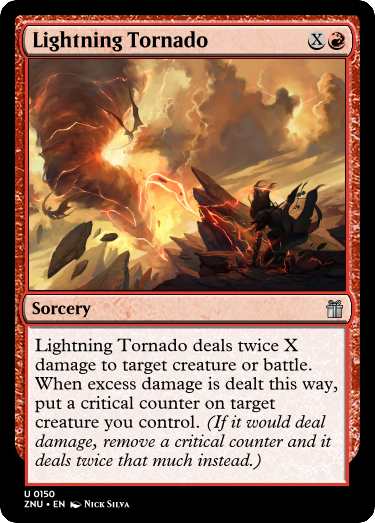 Lightning Tornado X
Sorcery
Lightning Tornado deals twice X
damage to target creature or battle.
When excess damage is dealt this way,
put a critical counter on target
creature you control. (If it would deal
damage, remove a critical counter and it
deals twice that much instead.)
U 0150
ZNU • EN Nick Silva